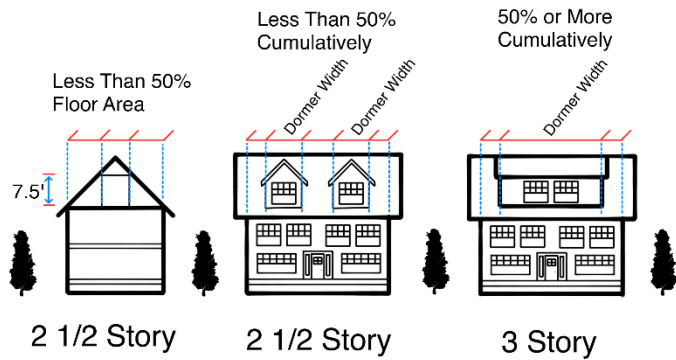 Less Than 50%
Floor Area
7.5'
2 1/2 Story
Less Than 50%
Cumulatively
Dormer Width
Dormer Width
2 1/2 Story
50% or More
Cumulatively
Dormer Width
3 Story